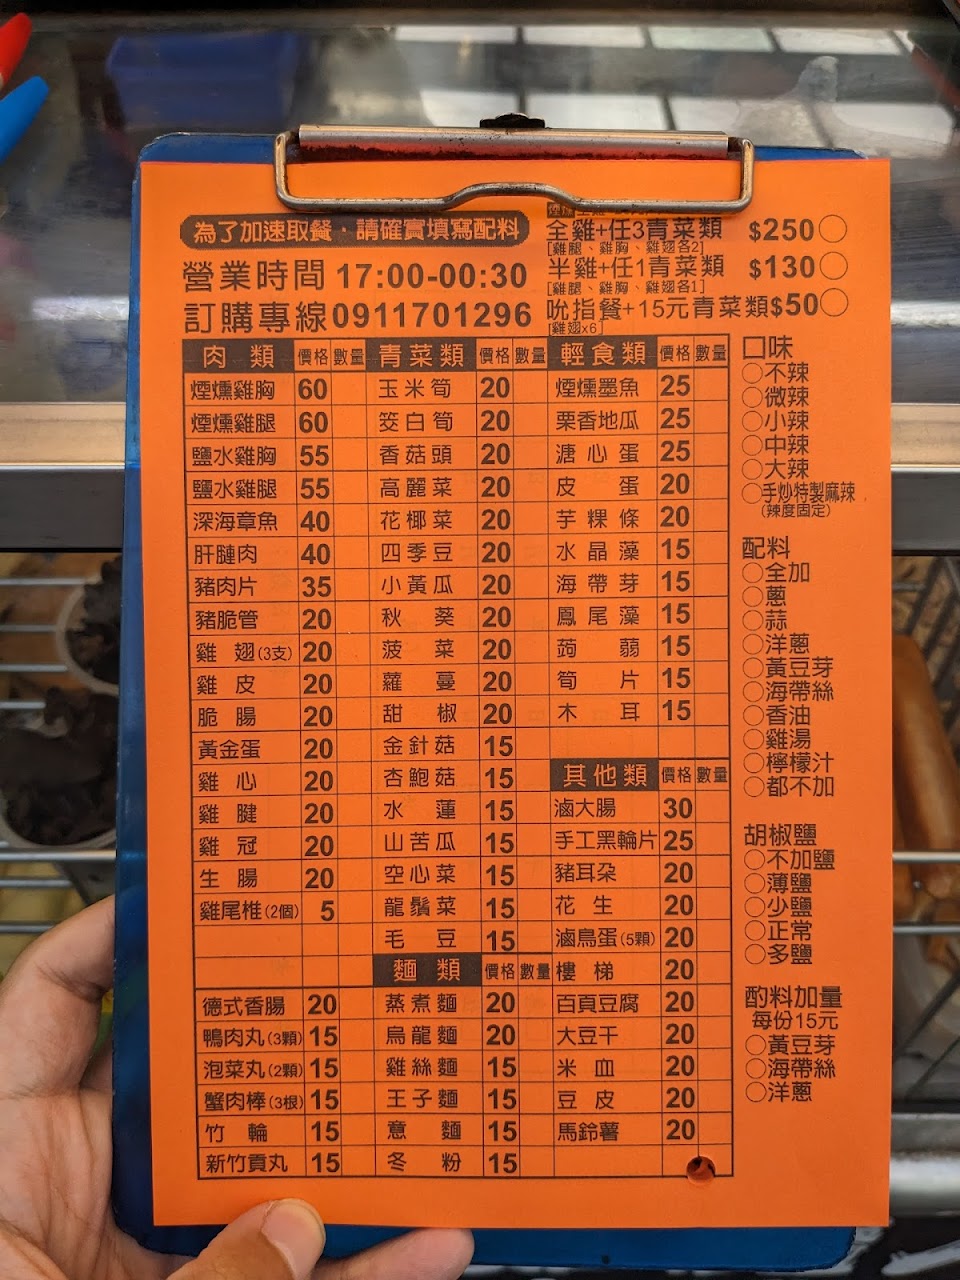 為了加速取餐·請確實填寫配料
營業時間 17:00-00:30
訂購專線0911701296
全雞+任3青菜類 $250○
[雞腿、雞胸、雞翅各2]
半雞+任1青菜類 $130○
[雞腿、雞胸、雞翅各1]
吮指餐+15元青菜類$50○
[雞翅x6]
肉類 價格 數量
煙燻雞胸 60
煙燻雞腿 60
鹽水雞胸 55
鹽水雞腿 55
深海章魚 40
肝腱肉 40
豬肉片 35
豬脆管 20
雞翅(3支) 20
雞皮 20
脆腸 20
黃金蛋 20
雞心 20
雞腱 20
雞冠 20
生腸 20
雞尾椎(2個) 5
德式香腸 20
鴨肉丸(3顆) 15
泡菜丸(2顆) 15
蟹肉棒(3根) 15
竹輪 15
新竹貢丸 15
青菜類 價格 數量
玉米筍 20
筊白筍 20
香菇頭 20
高麗菜 20
花椰菜 20
四季豆 20
小黃瓜 20
秋葵 20
菠菜 20
蘿蔓 20
甜椒 20
金針菇 15
杏鮑菇 15
水蓮 15
山苦瓜 15
空心菜 15
龍鬚菜 15
毛豆 15
麵類 價格 數量
蒸煮麵 20
烏龍麵 20
雞絲麵 15
王子麵 15
意麵 15
冬粉 15
輕食類 價格 數量
煙燻墨魚 25
栗香地瓜 25
溏心蛋 25
皮蛋 20
芋粿條 20
水晶藻 15
海帶芽 15
鳳尾藻 15
蒟蒻 15
筍片 15
木耳 15
其他類 價格 數量
滷大腸 30
手工黑輪片 25
豬耳朵 20
花生 20
滷鳥蛋(5顆) 20
樓梯 20
百頁豆腐 20
大豆干 20
米血 20
豆皮 20
馬鈴薯 20
口味
○不辣
○微辣
○小辣
○中辣
○大辣
○手炒特製麻辣
(辣度固定)
配料
○全加
○蔥
○蒜
○洋蔥
○黃豆芽
○海帶絲
○香油
○雞湯
○檸檬汁
○都不加
胡椒鹽
○不加鹽
○薄鹽
○少鹽
○正常
○多鹽
酌料加量
每份15元
○黃豆芽
○海帶絲
○洋蔥